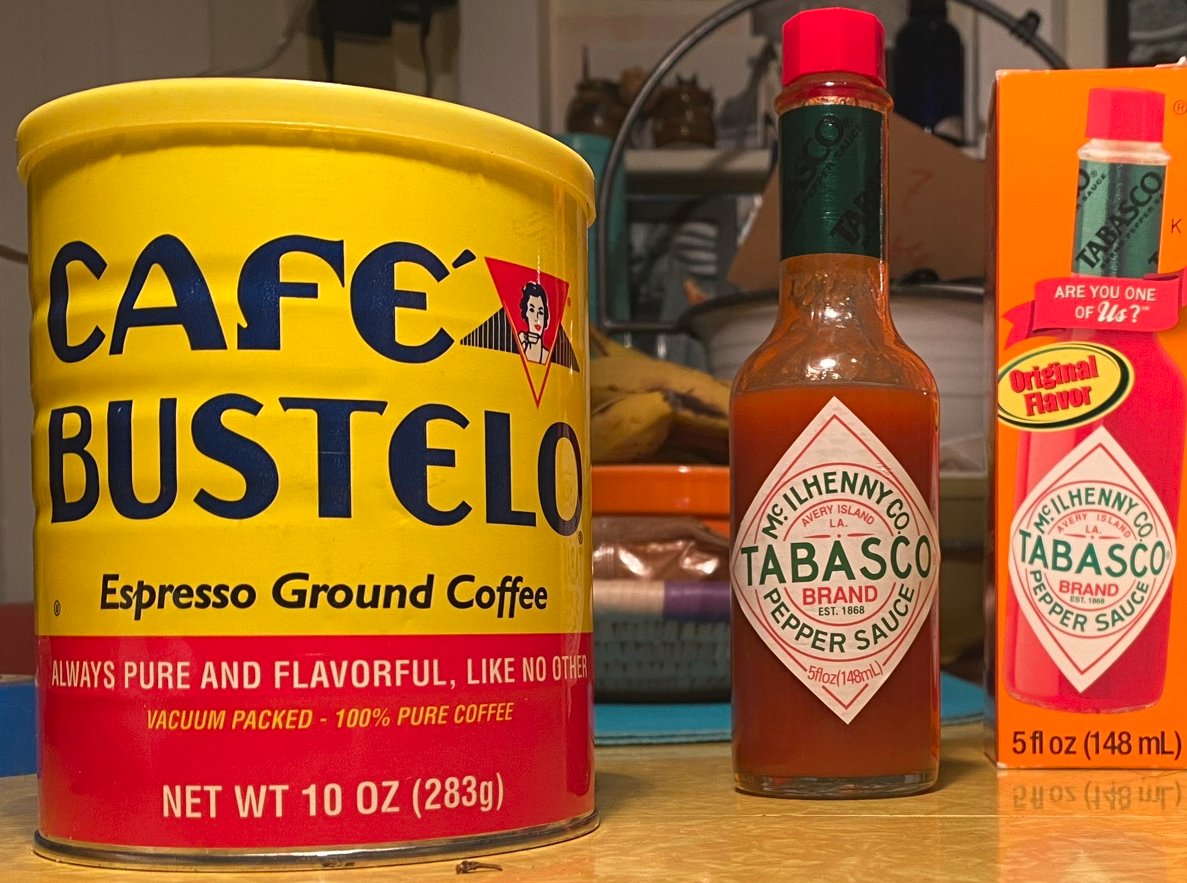 CAFÉ
BUSTELO
®
Espresso Ground Coffee
ALWAYS PURE AND FLAVORFUL, LIKE NO OTHER
VACUUM PACKED - 100% PURE COFFEE
NET WT 10 OZ (283g)
TABASCO
McILHENNY CO.
AVERY ISLAND
LA.
TABASCO
BRAND
EST. 1868
PEPPER SAUCE
5floz(148mL)
®
TABASCO®
K
ARE YOU ONE
OF Us?™
Original
Flavor
McILHENNY CO.
AVERY ISLAND
LA.
TABASCO®
BRAND
EST. 1868
PEPPER SAUCE
5 fl oz (148 mL)